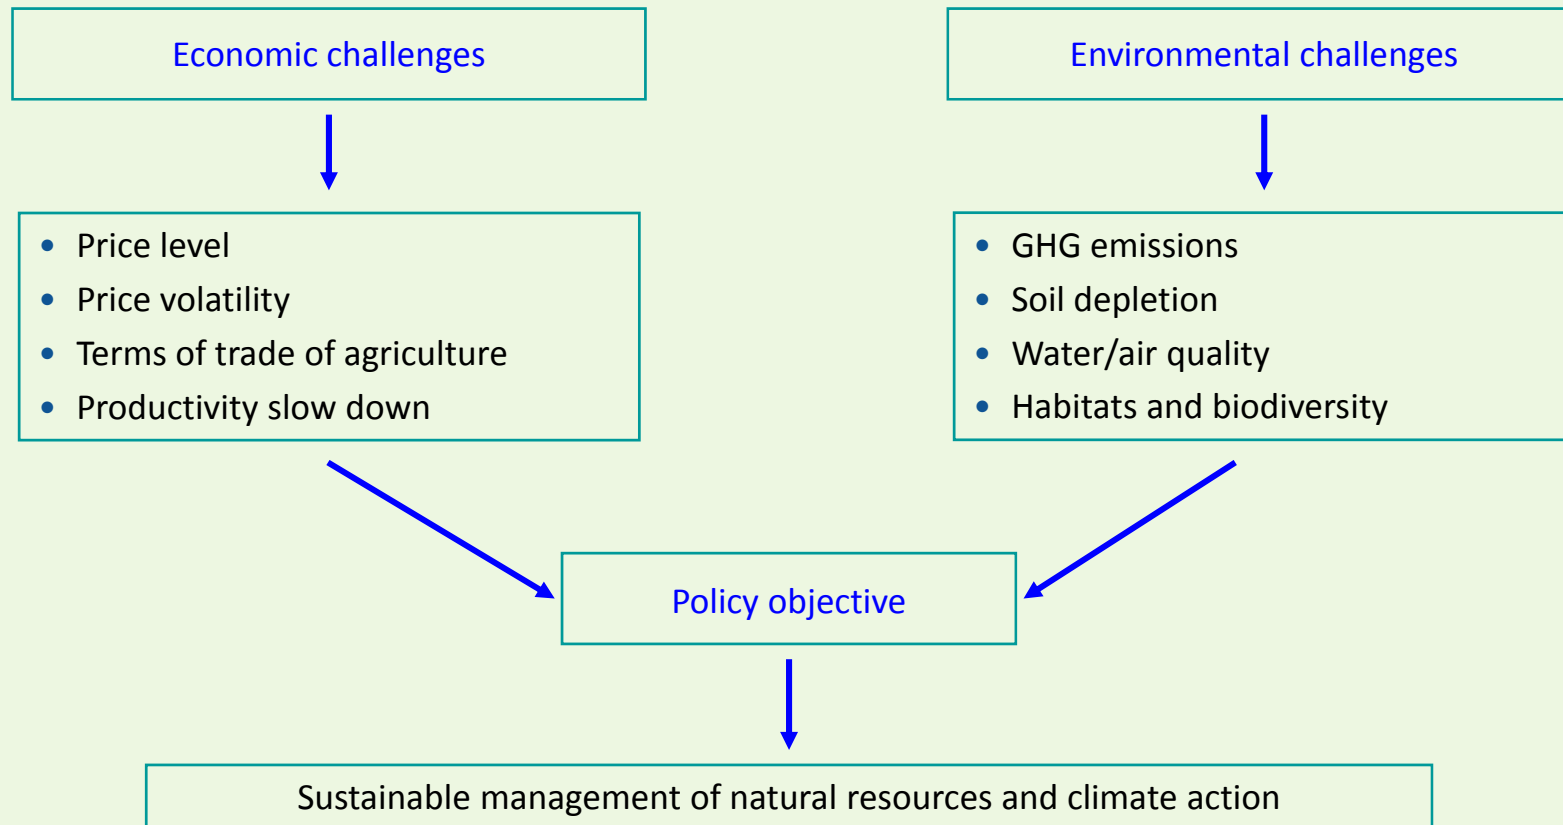 Economic challenges
Environmental challenges
• Price level
• Price volatility
• Terms of trade of agriculture
• Productivity slow down
• GHG emissions
• Soil depletion
• Water/air quality
• Habitats and biodiversity
Policy objective
Sustainable management of natural resources and climate action